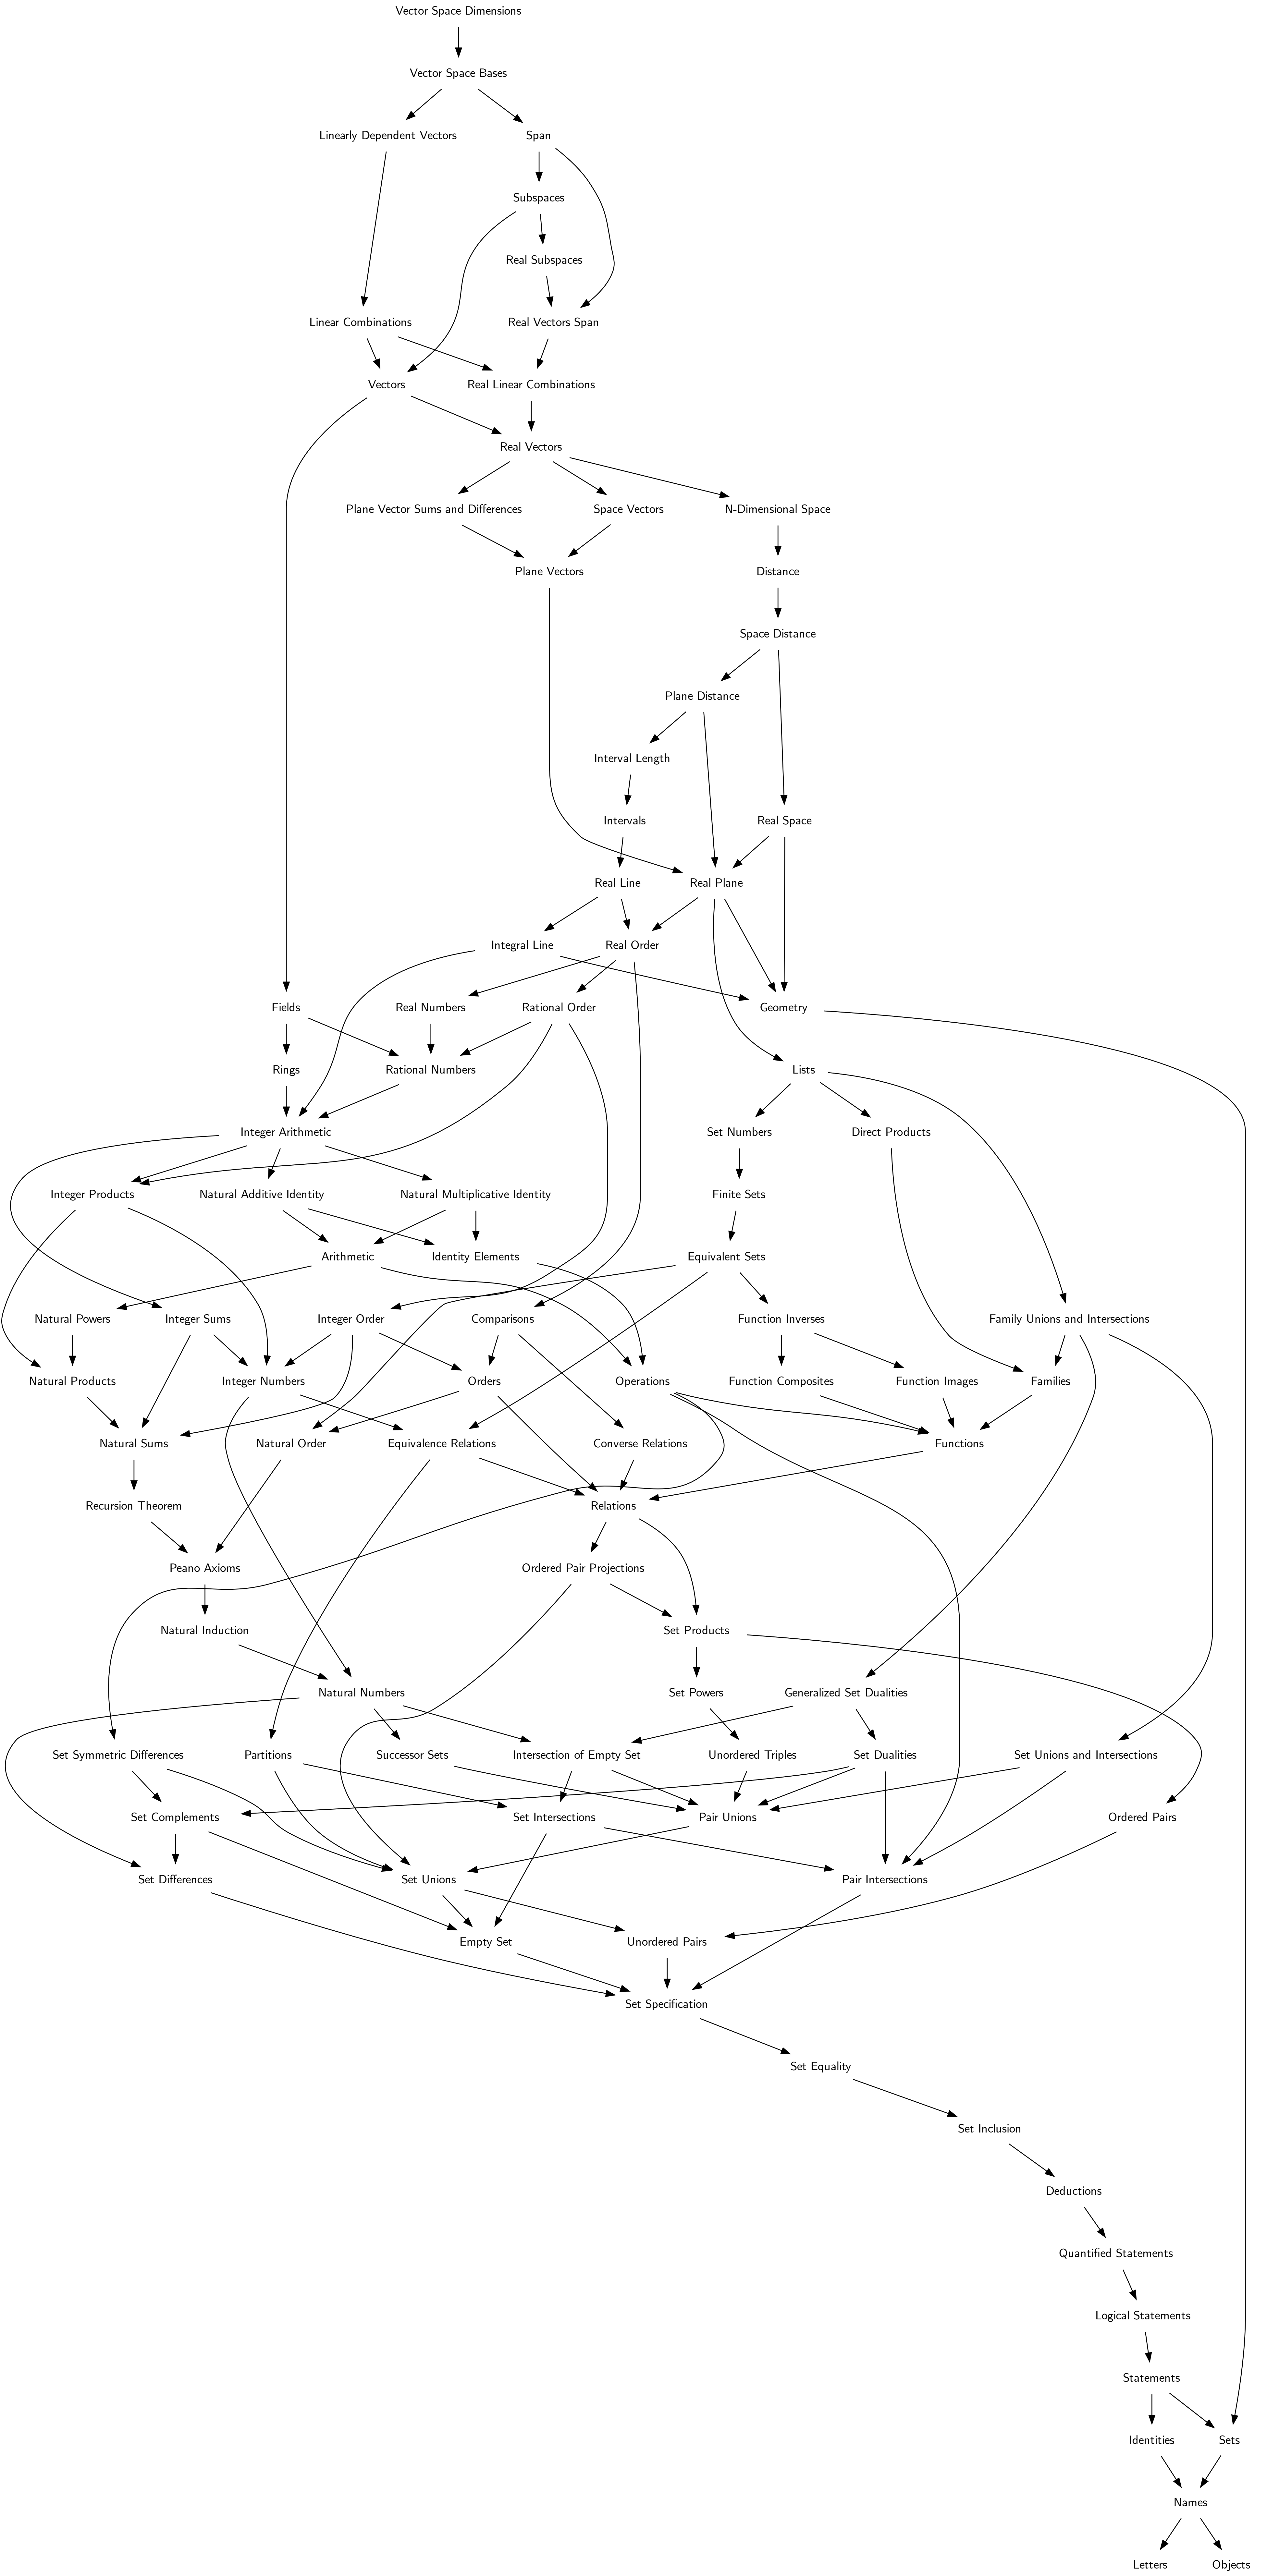 Vector Space Dimensions
Vector Space Bases
Linearly Dependent Vectors
Span
Subspaces
Real Subspaces
Linear Combinations
Real Vectors Span
Vectors
Real Linear Combinations
Real Vectors
Plane Vector Sums and Differences
Space Vectors
N-Dimensional Space
Plane Vectors
Distance
Space Distance
Plane Distance
Interval Length
Intervals
Real Space
Real Line
Real Plane
Integral Line
Real Order
Fields
Real Numbers
Rational Order
Geometry
Rings
Rational Numbers
Lists
Integer Arithmetic
Set Numbers
Direct Products
Integer Products
Natural Additive Identity
Natural Multiplicative Identity
Finite Sets
Arithmetic
Identity Elements
Equivalent Sets
Natural Powers
Integer Sums
Integer Order
Comparisons
Function Inverses
Family Unions and Intersections
Natural Products
Integer Numbers
Orders
Operations
Function Composites
Function Images
Families
Natural Sums
Natural Order
Equivalence Relations
Converse Relations
Functions
Recursion Theorem
Relations
Peano Axioms
Ordered Pair Projections
Natural Induction
Set Products
Natural Numbers
Set Powers
Generalized Set Dualities
Set Symmetric Differences
Partitions
Successor Sets
Intersection of Empty Set
Unordered Triples
Set Dualities
Set Unions and Intersections
Set Complements
Set Intersections
Pair Unions
Ordered Pairs
Set Differences
Set Unions
Pair Intersections
Empty Set
Unordered Pairs
Set Specification
Set Equality
Set Inclusion
Deductions
Quantified Statements
Logical Statements
Statements
Identities
Sets
Names
Letters
Objects